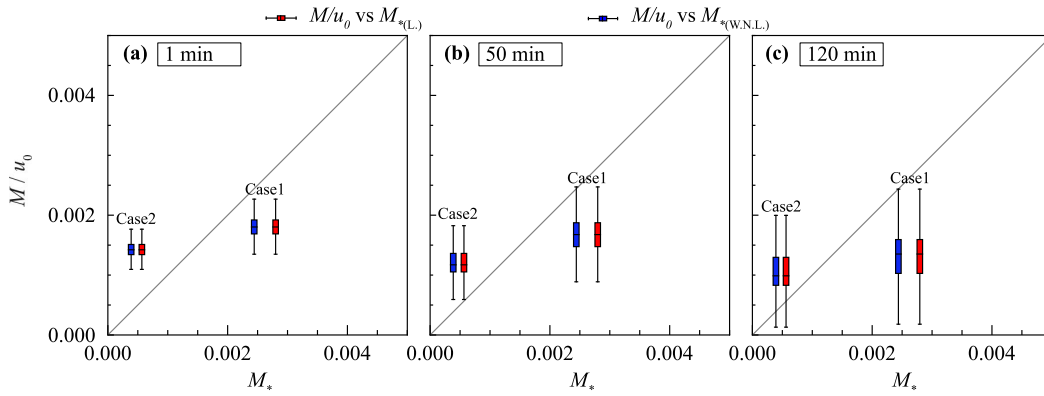 M/u₀ vs M*(L.) M/u₀ vs M*(W.N.L.)
(a) 1 min (b) 50 min (c) 120 min
0.004
Case1
Case1
Case1
Case2
Case2
Case2
M / u₀
0.002
0.000
0.000 0.002 0.004 0.000 0.002 0.004 0.000 0.002 0.004
M* M* M*